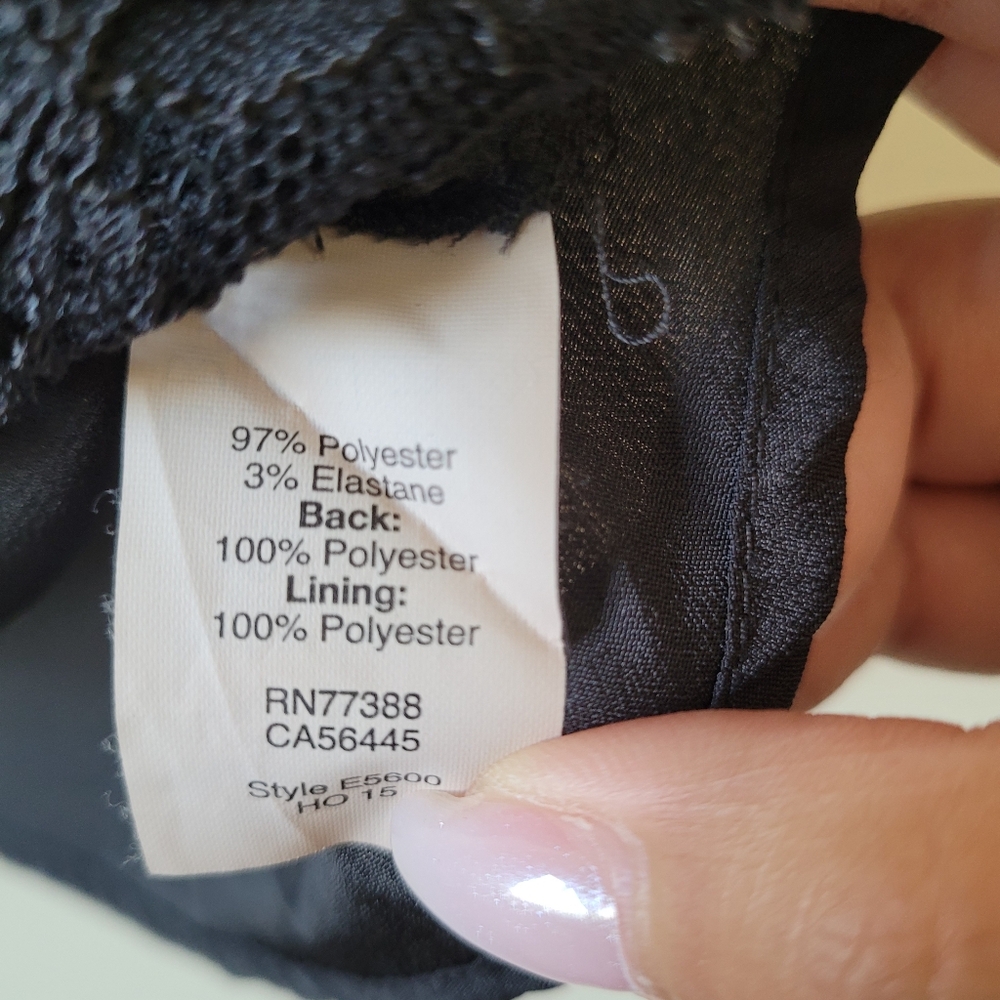 97% Polyester
3% Elastane
Back:
100% Polyester
Lining:
100% Polyester
RN77388
CA56445
Style E5600
HO 15